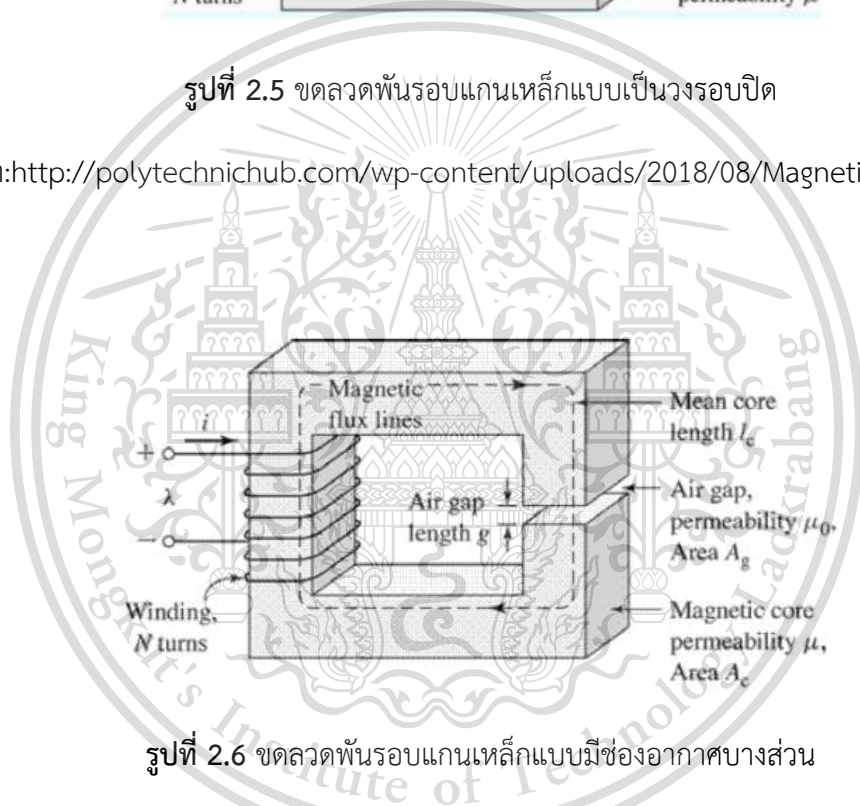 N turns
permeability μ
รูปที่ 2.5 ขดลวดพันรอบแกนเหล็กแบบเป็นวงรอบปิด
:http://polytechnichub.com/wp-content/uploads/2018/08/Magneti
Magnetic
flux lines
i
+
λ
−
Winding,
N turns
Air gap
length g
Mean core
length lc
Air gap,
permeability μ0,
Area Ag
Magnetic core
permeability μ,
Area Ac
รูปที่ 2.6 ขดลวดพันรอบแกนเหล็กแบบมีช่องอากาศบางส่วน
King Mongkut's Institute of Technology Ladkrabang